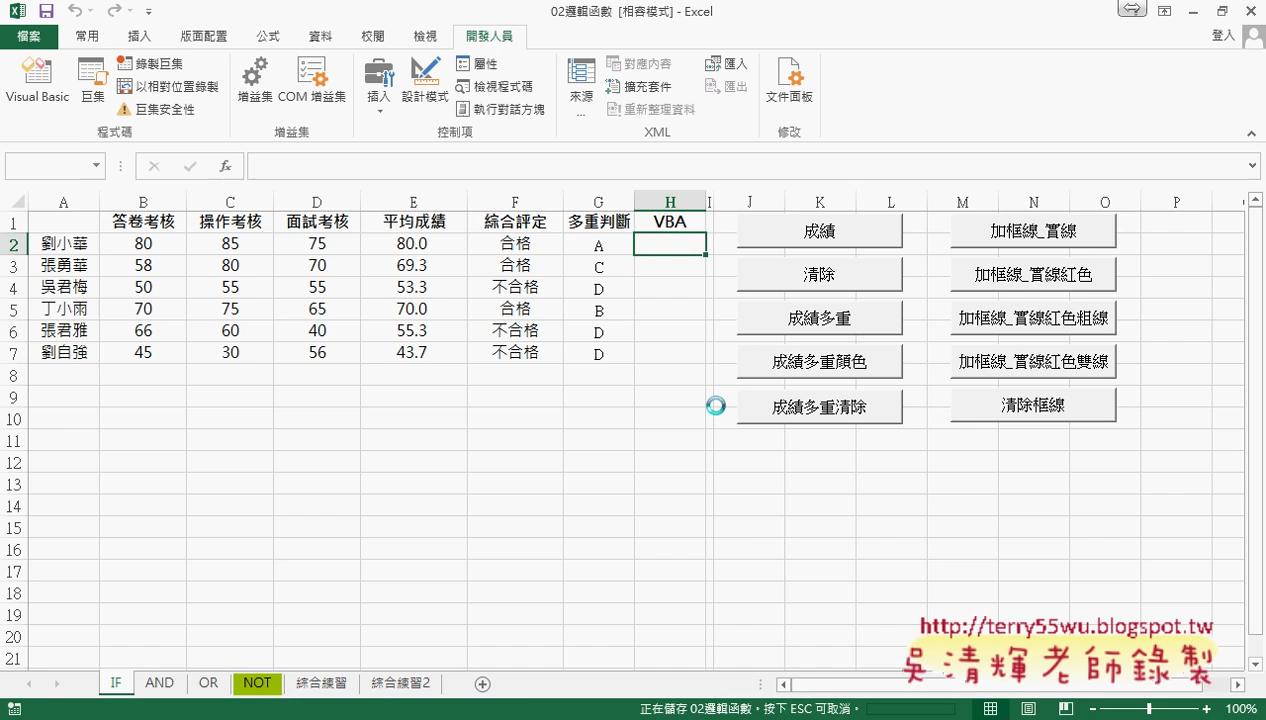 02邏輯函數 [相容模式] - Excel
檔案 常用 插入 版面配置 公式 資料 校閱 檢視 開發人員 登入
Visual Basic 巨集 錄製巨集 以相對位置錄製 巨集安全性 程式碼
增益集 COM 增益集 增益集
插入 設計模式 屬性 檢視程式碼 執行對話方塊 控制項
來源 ... 對應內容 擴充套件 重新整理資料 匯入 匯出 XML
文件面板 修改
fx
A B C D E F G H I J K L M N O P
1 答卷考核 操作考核 面試考核 平均成績 綜合評定 多重判斷 VBA
2 劉小華 80 85 75 80.0 合格 A
3 張勇華 58 80 70 69.3 合格 C
4 吳君梅 50 55 55 53.3 不合格 D
5 丁小雨 70 75 65 70.0 合格 B
6 張君雅 66 60 40 55.3 不合格 D
7 劉自強 45 30 56 43.7 不合格 D
8
9
10
11
12
13
14
15
16
17
18
19
20
21
成績 加框線_實線
清除 加框線_實線紅色
成績多重 加框線_實線紅色粗線
成績多重顏色 加框線_實線紅色雙線
成績多重清除 清除框線
http://terry55wu.blogspot.tw
吳清輝老師錄製
IF AND OR NOT 綜合練習 綜合練習2
正在儲存 02邏輯函數，按下 ESC 可取消。 100%